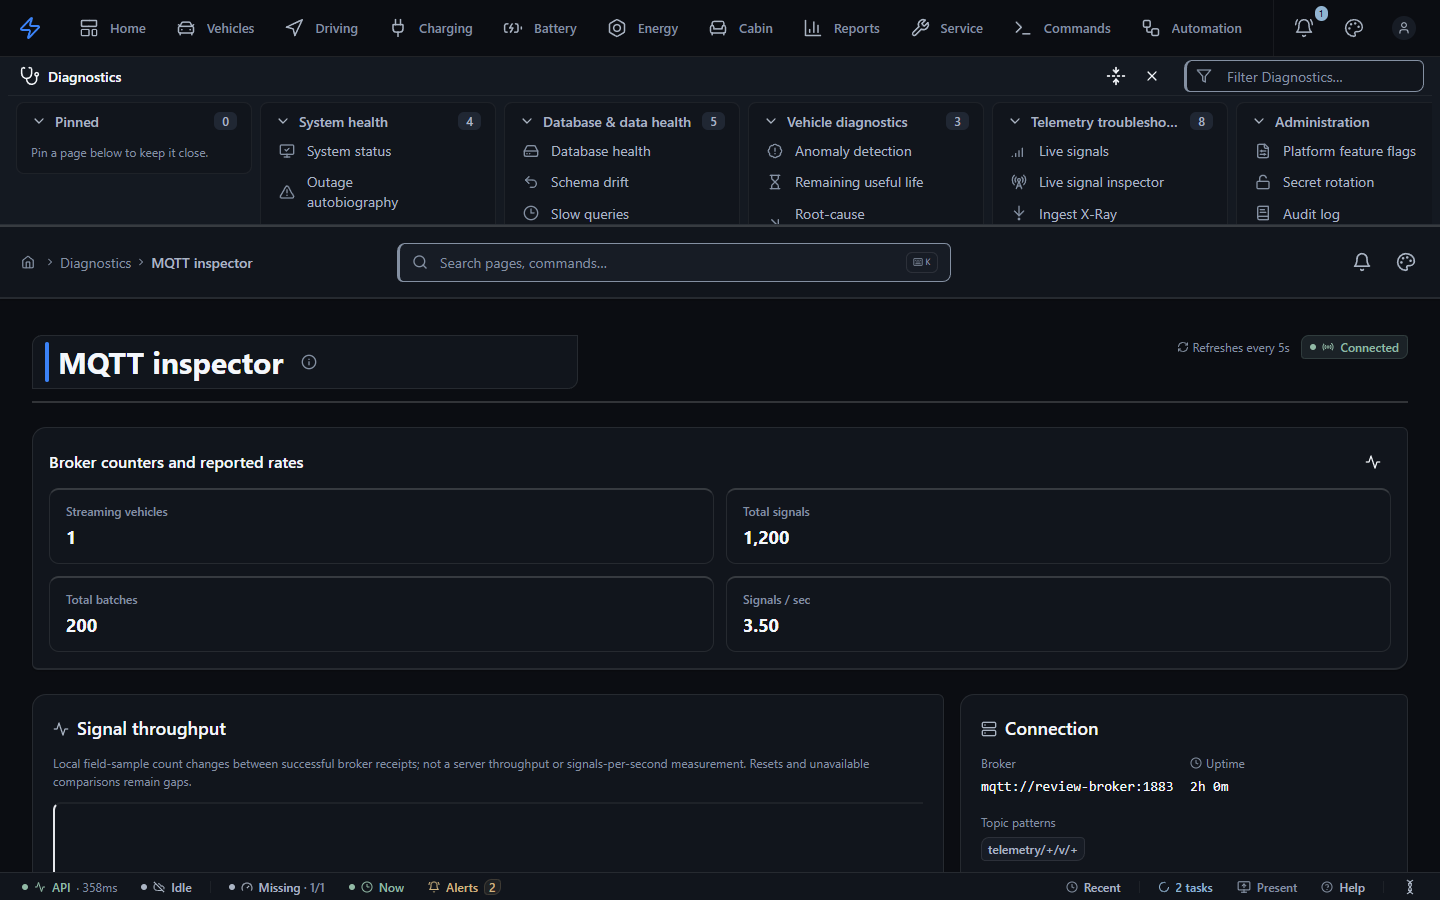 Home
Vehicles
Driving
Charging
Battery
Energy
Cabin
Reports
Service
Commands
Automation
1
Diagnostics
Filter Diagnostics...
Pinned 0
Pin a page below to keep it close.
System health 4
System status
Outage
autobiography
Database & data health 5
Database health
Schema drift
Slow queries
Vehicle diagnostics 3
Anomaly detection
Remaining useful life
Root-cause
Telemetry troublesho... 8
Live signals
Live signal inspector
Ingest X-Ray
Administration
Platform feature flags
Secret rotation
Audit log
Diagnostics
MQTT inspector
Search pages, commands...
K
MQTT inspector
Refreshes every 5s
Connected
Broker counters and reported rates
Streaming vehicles
1
Total signals
1,200
Total batches
200
Signals / sec
3.50
Signal throughput
Local field-sample count changes between successful broker receipts; not a server throughput or signals-per-second measurement. Resets and unavailable
comparisons remain gaps.
Connection
Broker
mqtt://review-broker:1883
Uptime
2h 0m
Topic patterns
telemetry/+/v/+
API · 358ms
Idle
Missing · 1/1
Now
Alerts 2
Recent
2 tasks
Present
Help